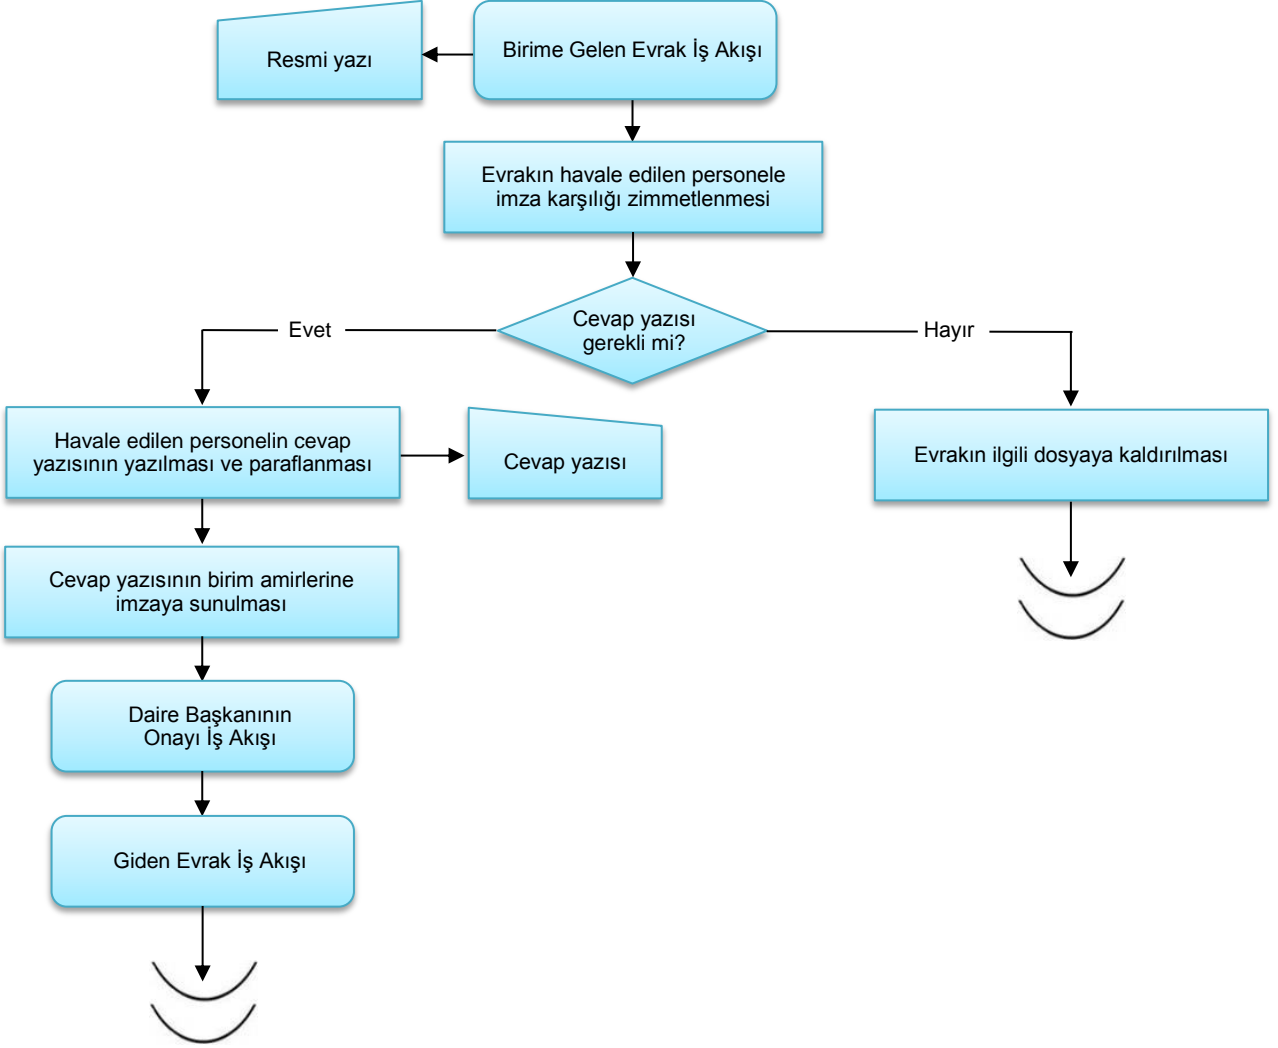 Resmi yazı
Birime Gelen Evrak İş Akışı
Evrakın havale edilen personele
imza karşılığı zimmetlenmesi
Cevap yazısı
gerekli mi?
Evet
Hayır
Havale edilen personelin cevap
yazısının yazılması ve paraflanması
Cevap yazısı
Evrakın ilgili dosyaya kaldırılması
Cevap yazısının birim amirlerine
imzaya sunulması
Daire Başkanının
Onayı İş Akışı
Giden Evrak İş Akışı